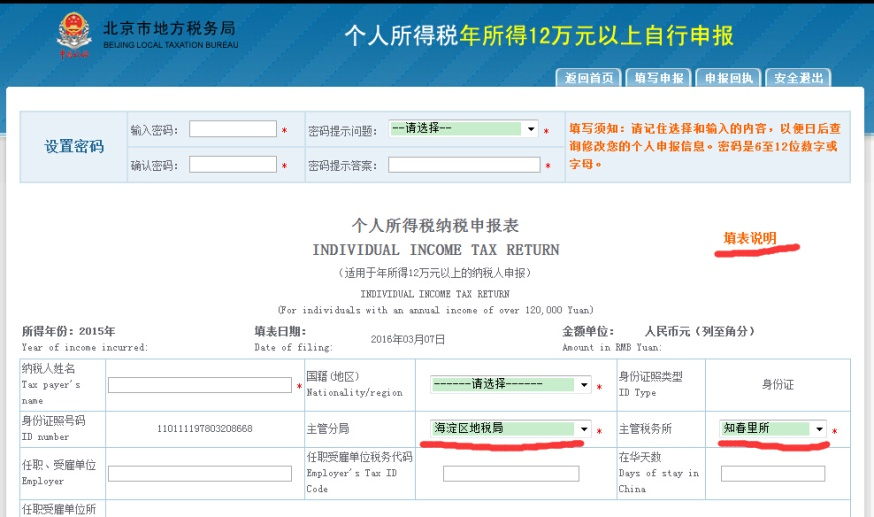 北京市地方税务局
BEIJING LOCAL TAXATION BUREAU
个人所得税年所得12万元以上自行申报
返回首页 填写申报 申报回执 安全退出
设置密码
输入密码： * 密码提示问题： --请选择-- *
确认密码： * 密码提示答案： *
填写须知：请记住选择和输入的内容，以便日后查
询修改您的个人申报信息。密码是6至12位数字或
字母。
个人所得税纳税申报表
填表说明
INDIVIDUAL INCOME TAX RETURN
（适用于年所得12万元以上的纳税人申报）
INDIVIDUAL INCOME TAX RETURN
(For individuals with an annual income of over 120,000 Yuan)
所得年份：2015年 填表日期： 2016年03月07日 金额单位： 人民币元（列至角分）
Year of income incurred: Date of filing: Amount in RMB Yuan:
纳税人姓名
Tax payer's
name
*
国籍(地区)
Nationality/region
------请选择------ *
身份证照类型
ID Type
身份证
身份证照号码
ID number
110111197803208668
主管分局
海淀区地税局 *
主管税务所
知春里所 *
任职、受雇单位
Employer
任职受雇单位税务代码
Employer's Tax ID
Code
在华天数
Days of stay in
China
任职受雇单位所